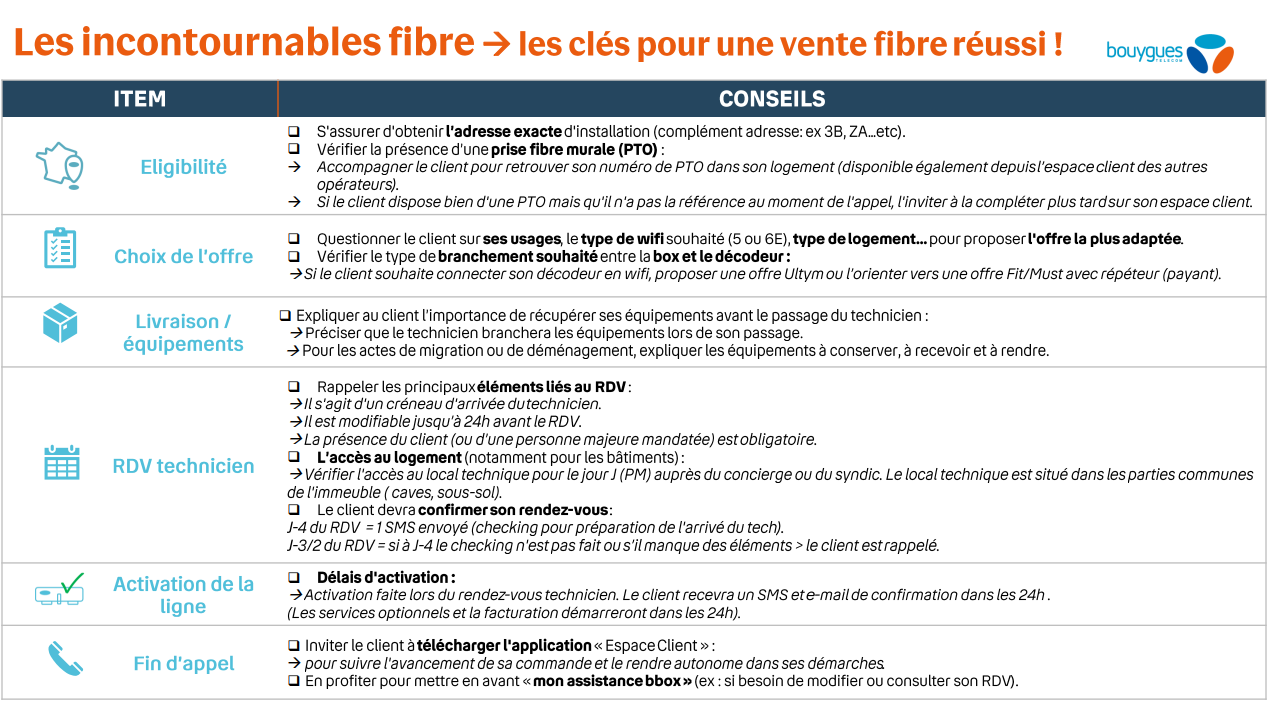 Les incontournables fibre → les clés pour une vente fibre réussi !
bouygues
TELECOM
ITEM
CONSEILS
Eligibilité
❑ S'assurer d'obtenir l'adresse exacte d'installation (complément adresse: ex 3B, ZA…etc).
❑ Vérifier la présence d'une prise fibre murale (PTO) :
→ Accompagner le client pour retrouver son numéro de PTO dans son logement (disponible également depuis l'espace client des autres
opérateurs).
→ Si le client dispose bien d'une PTO mais qu'il n'a pas la référence au moment de l'appel, l'inviter à la compléter plus tard sur son espace client.
Choix de l'offre
❑ Questionner le client sur ses usages, le type de wifi souhaité (5 ou 6E), type de logement… pour proposer l'offre la plus adaptée.
❑ Vérifier le type de branchement souhaité entre la box et le décodeur :
→Si le client souhaite connecter son décodeur en wifi, proposer une offre Ultym ou l'orienter vers une offre Fit/Must avec répéteur (payant).
Livraison /
équipements
❑ Expliquer au client l'importance de récupérer ses équipements avant le passage du technicien :
→Préciser que le technicien branchera les équipements lors de son passage.
→Pour les actes de migration ou de déménagement, expliquer les équipements à conserver, à recevoir et à rendre.
RDV technicien
❑ Rappeler les principaux éléments liés au RDV :
→Il s'agit d'un créneau d'arrivée du technicien.
→Il est modifiable jusqu'à 24h avant le RDV.
→La présence du client (ou d'une personne majeure mandatée) est obligatoire.
❑ L'accès au logement (notamment pour les bâtiments) :
→Vérifier l'accès au local technique pour le jour J (PM) auprès du concierge ou du syndic. Le local technique est situé dans les parties communes
de l'immeuble ( caves, sous-sol).
❑ Le client devra confirmer son rendez-vous :
J-4 du RDV = 1 SMS envoyé (checking pour préparation de l'arrivé du tech).
J-3/2 du RDV = si à J-4 le checking n'est pas fait ou s'il manque des éléments > le client est rappelé.
Activation de la
ligne
❑ Délais d'activation :
→Activation faite lors du rendez-vous technicien. Le client recevra un SMS et e-mail de confirmation dans les 24h .
(Les services optionnels et la facturation démarreront dans les 24h).
Fin d'appel
❑ Inviter le client à télécharger l'application « Espace Client » :
→ pour suivre l'avancement de sa commande et le rendre autonome dans ses démarches.
❑ En profiter pour mettre en avant « mon assistance bbox » (ex : si besoin de modifier ou consulter son RDV).